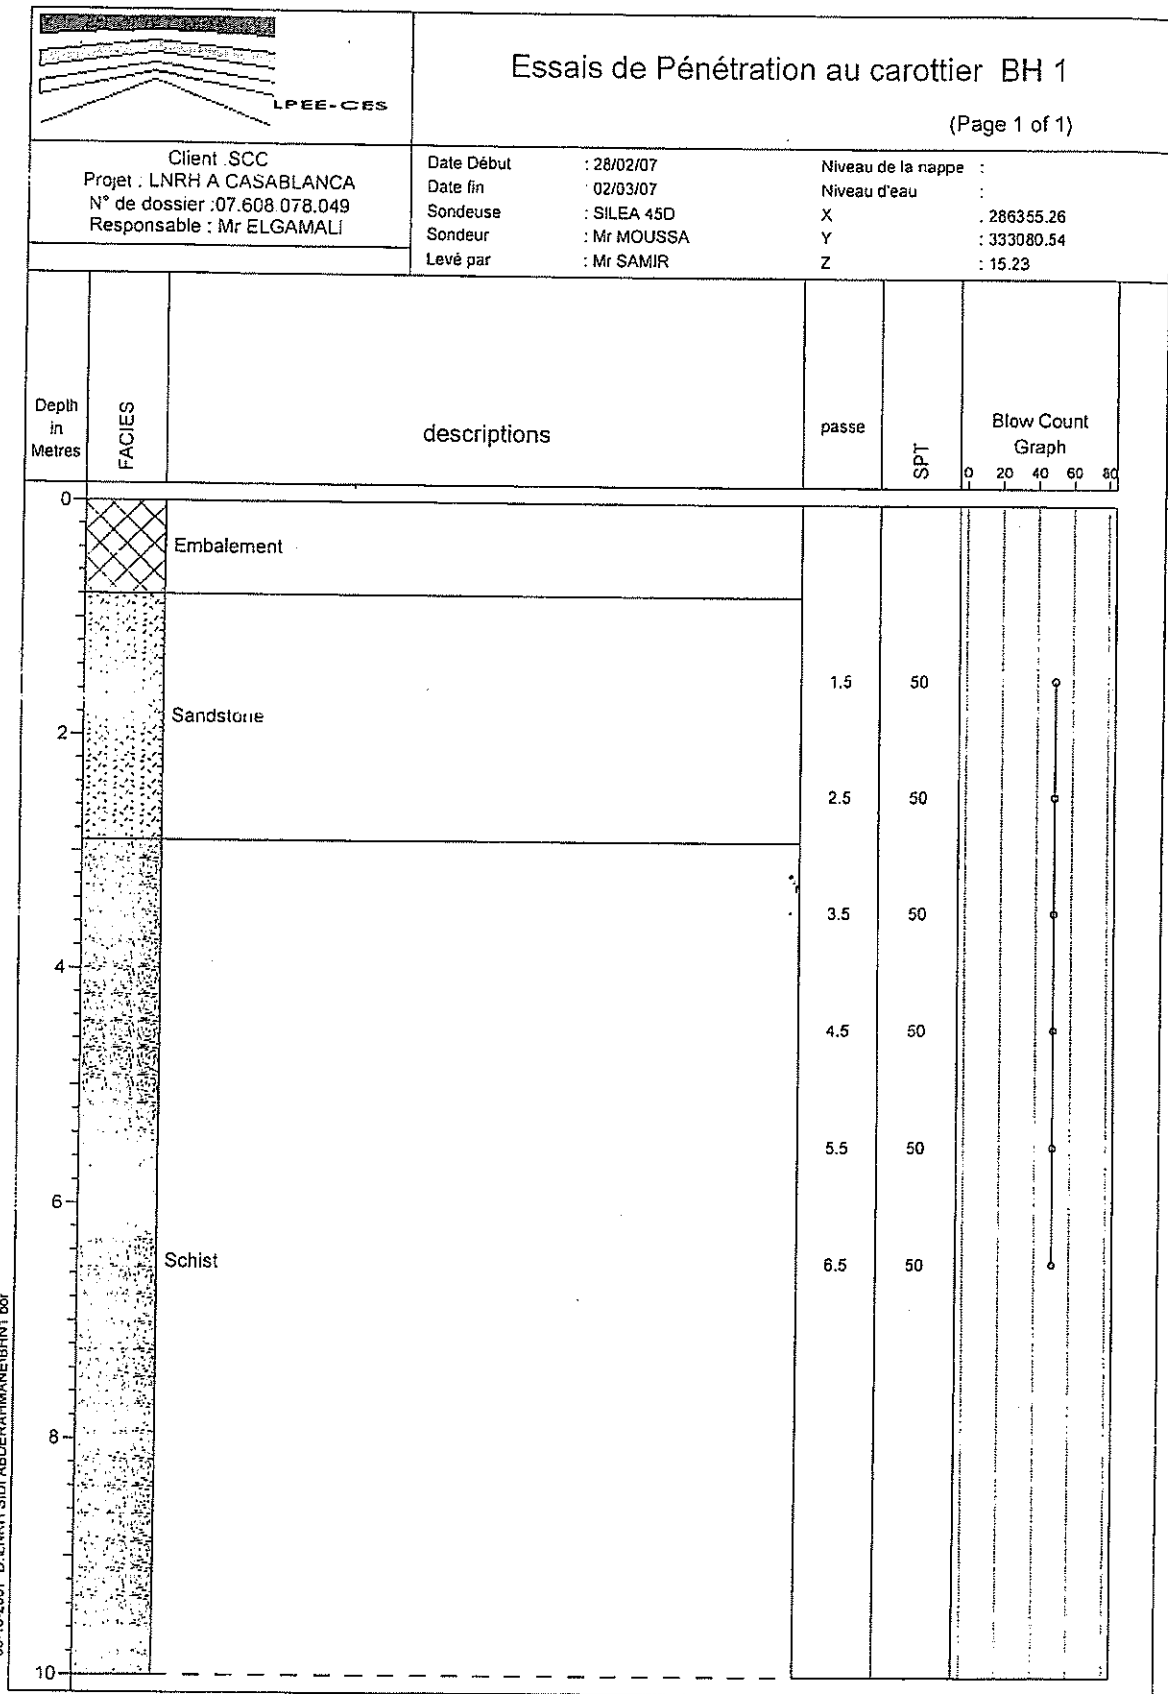 LPEE-CES
Essais de Pénétration au carottier BH 1
(Page 1 of 1)
Client .SCC
Projet : LNRH A CASABLANCA
N° de dossier :07.608.078.049
Responsable : Mr ELGAMALI
Date Début : 28/02/07
Date fin : 02/03/07
Sondeuse : SILEA 45D
Sondeur : Mr MOUSSA
Levé par : Mr SAMIR
Niveau de la nappe :
Niveau d'eau :
X . 286355.26
Y : 333080.54
Z : 15.23
Depth
in
Metres
FACIES
descriptions
passe
SPT
Blow Count
Graph
0 20 40 60 80
0
Embalement
1.5 50
Sandstone
2
2.5 50
3.5 50
4
4.5 50
5.5 50
6
Schist
6.5 50
8
10